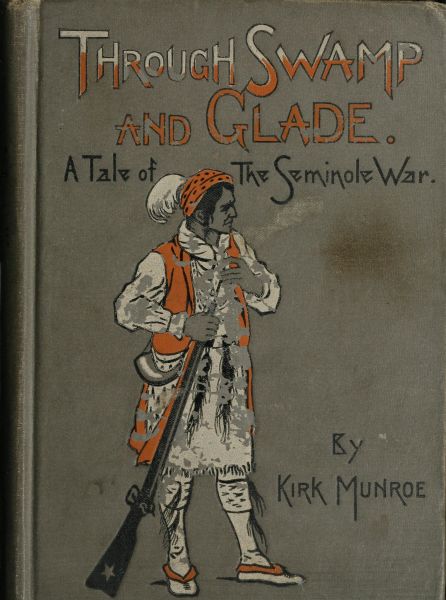 THROUGH SWAMP
AND GLADE.
A Tale of The Seminole War.
By
KIRK MUNROE